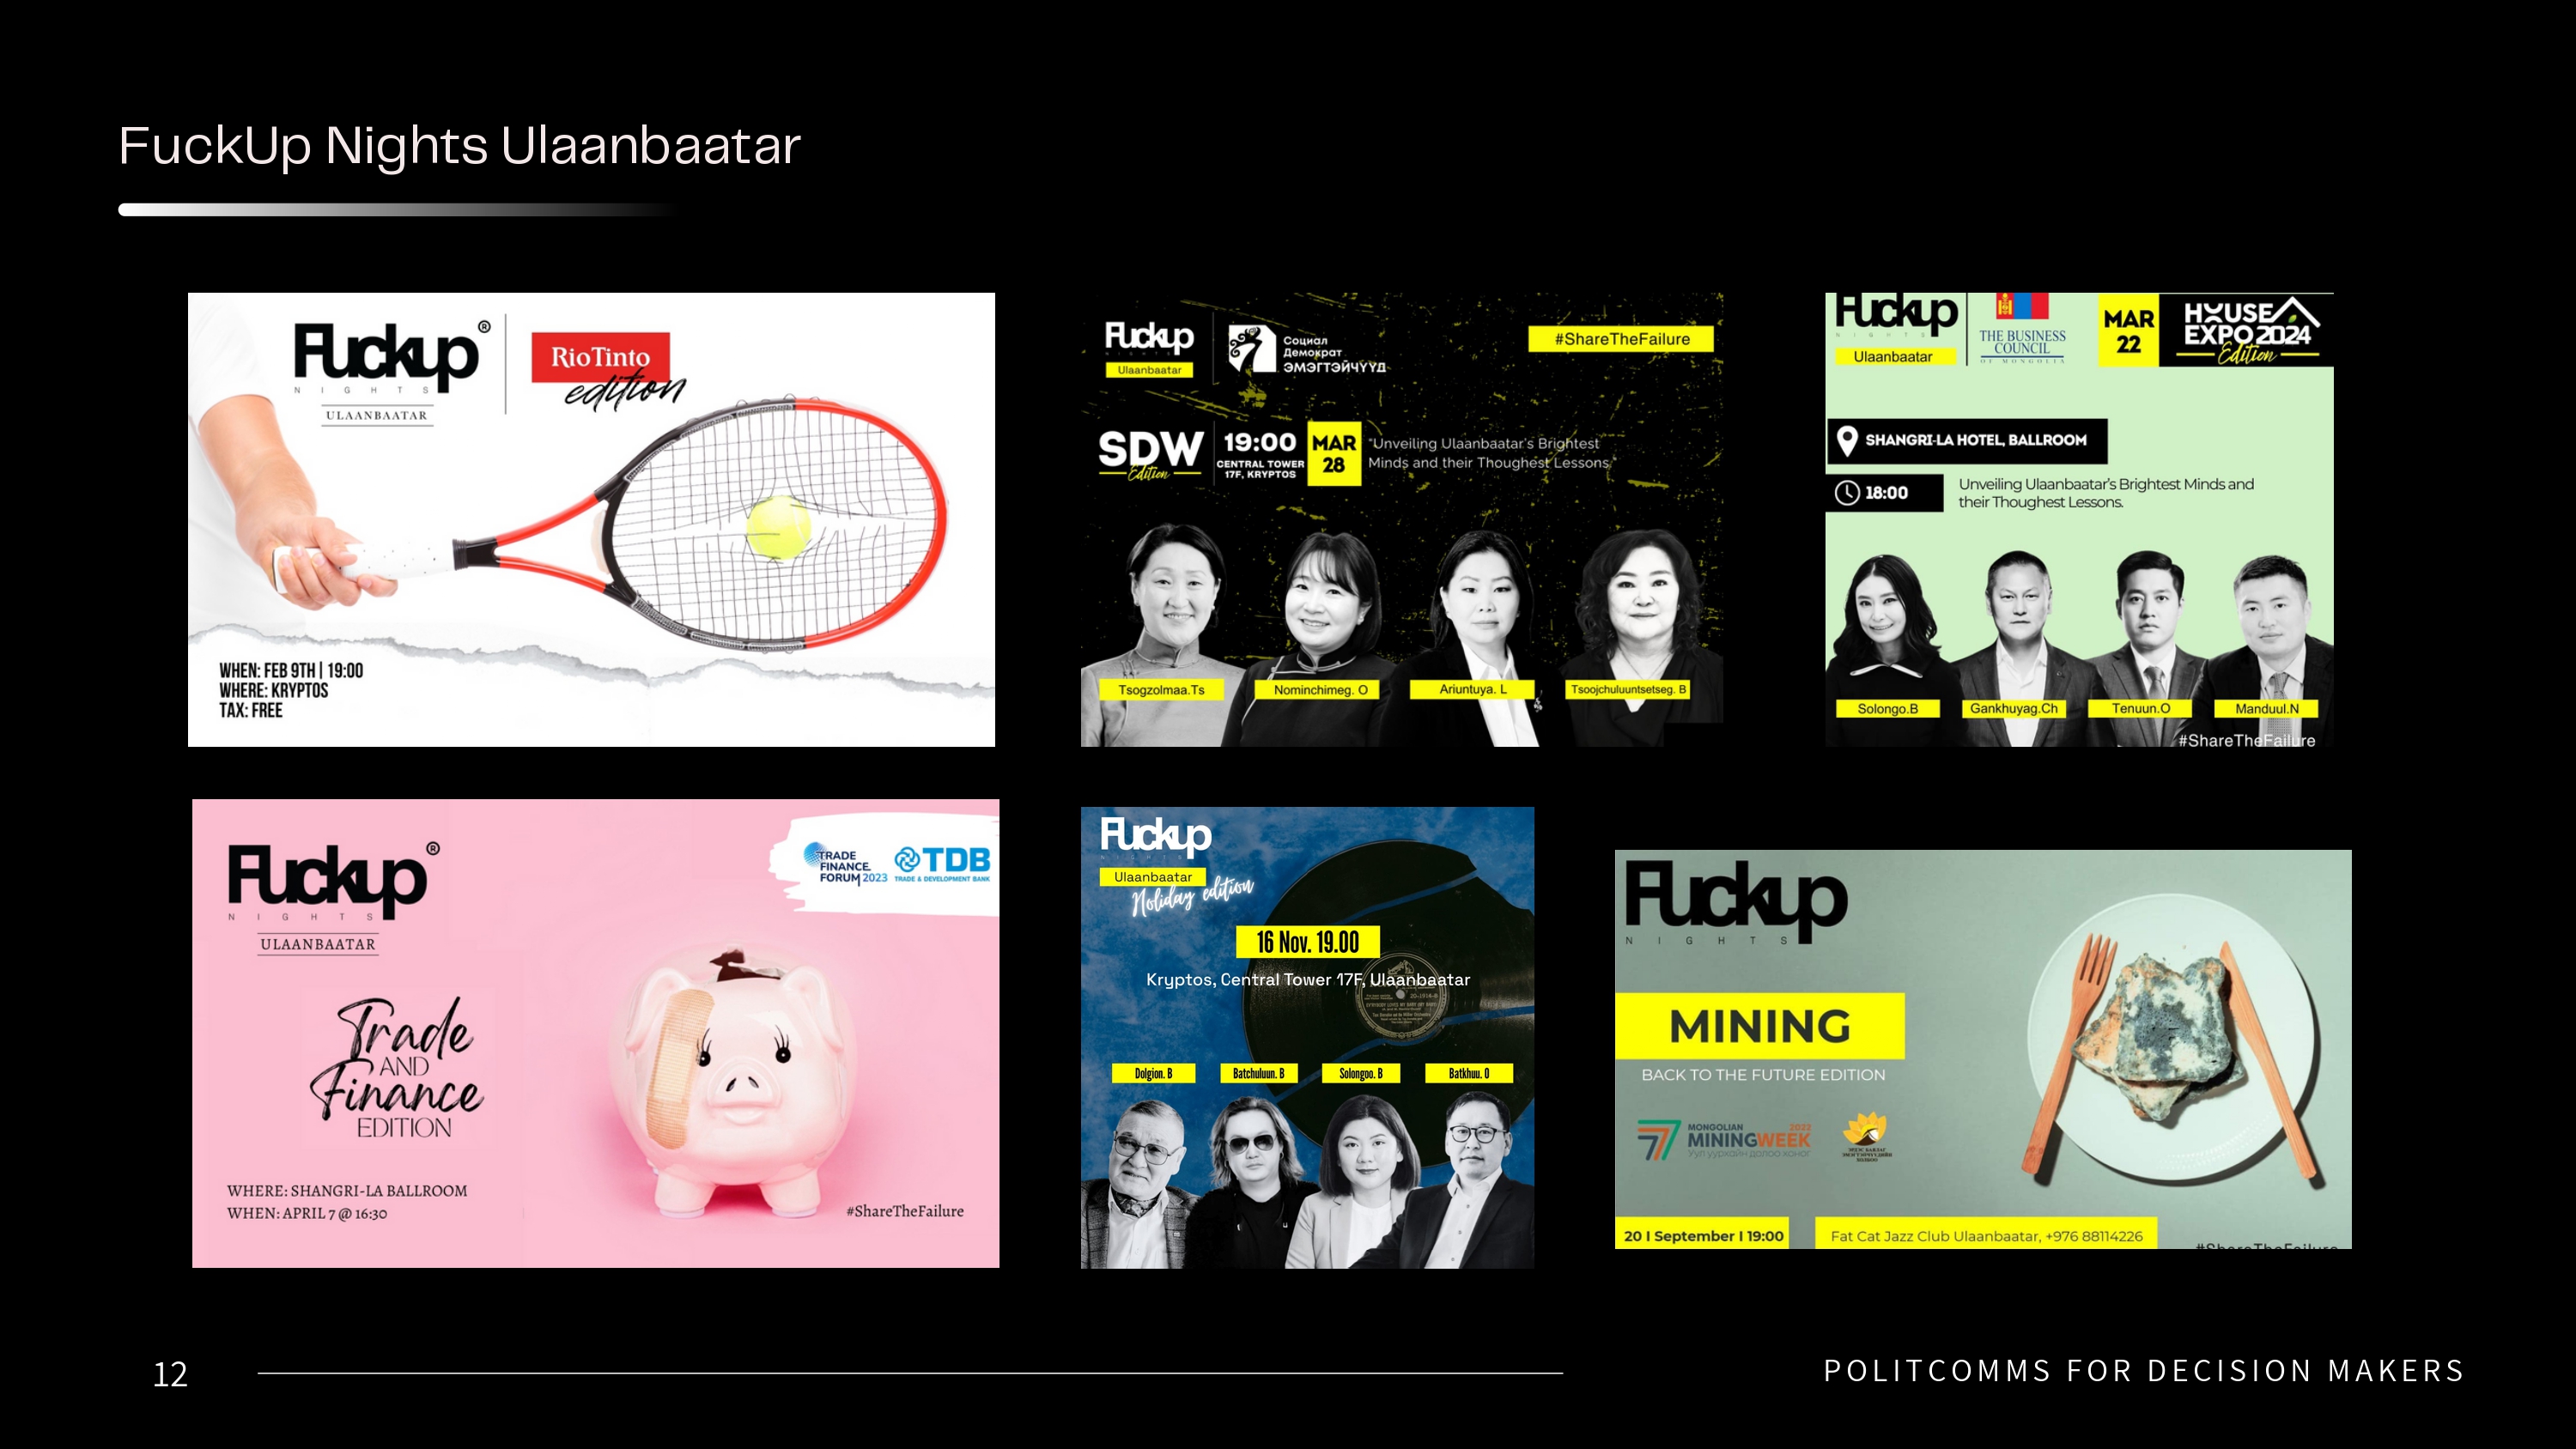 FuckUp Nights Ulaanbaatar
Fuckup®
NIGHTS
ULAANBAATAR
RioTinto
edition
WHEN: FEB 9TH | 19:00
WHERE: KRYPTOS
TAX: FREE
Fuckup
Ulaanbaatar
Социал
Демократ
ЭМЭГТЭЙЧҮҮД
#ShareTheFailure
SDW
Edition
19:00
CENTRAL TOWER
17F, KRYPTOS
MAR
28
"Unveiling Ulaanbaatar's Brightest
Minds and their Thoughest Lessons."
Tsogzolmaa.Ts
Nominchimeg. O
Ariuntuya. L
Tsoojchuluuntsetseg. B
Fuckup
NIGHTS
Ulaanbaatar
THE BUSINESS
COUNCIL
OF MONGOLIA
MAR
22
HOUSE
EXPO 2024
Edition
SHANGRI-LA HOTEL, BALLROOM
18:00
Unveiling Ulaanbaatar's Brightest Minds and
their Thoughest Lessons.
Solongo.B
Gankhuyag.Ch
Tenuun.O
Manduul.N
#ShareTheFailure
Fuckup®
NIGHTS
ULAANBAATAR
TRADE
FINANCE
FORUM 2023
TDB
TRADE & DEVELOPMENT BANK
Trade
AND
Finance
EDITION
WHERE: SHANGRI-LA BALLROOM
WHEN: APRIL 7 @ 16:30
#ShareTheFailure
Fuckup
Ulaanbaatar
Holiday edition
16 Nov. 19.00
Kryptos, Central Tower 17F, Ulaanbaatar
Dolgion. B
Batchuluun. B
Solongoo. B
Batkhuu. O
Fuckup
NIGHTS
MINING
BACK TO THE FUTURE EDITION
MONGOLIAN 2022
MININGWEEK
Уул уурхайн долоо хоног
20 I September I 19:00
Fat Cat Jazz Club Ulaanbaatar, +976 88114226
#ShareTheFailure
12
POLITCOMMS FOR DECISION MAKERS